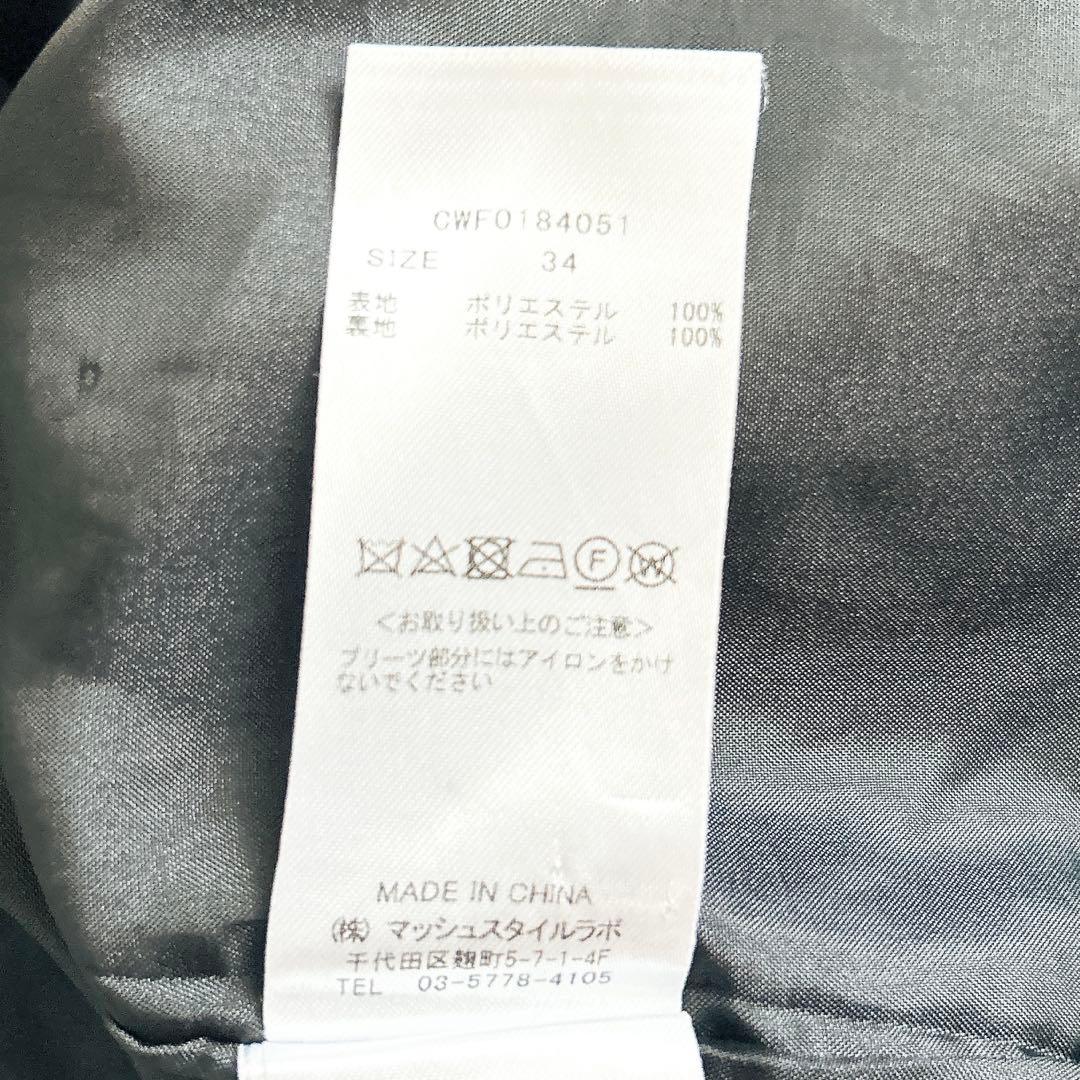 CWF0184051
SIZE 34
表地 ポリエステル 100%
裏地 ポリエステル 100%
F W
<お取り扱い上のご注意>
プリーツ部分にはアイロンをかけ
ないでください
MADE IN CHINA
(株) マッシュスタイルラボ
千代田区麹町5-7-1-4F
TEL 03-5778-4105